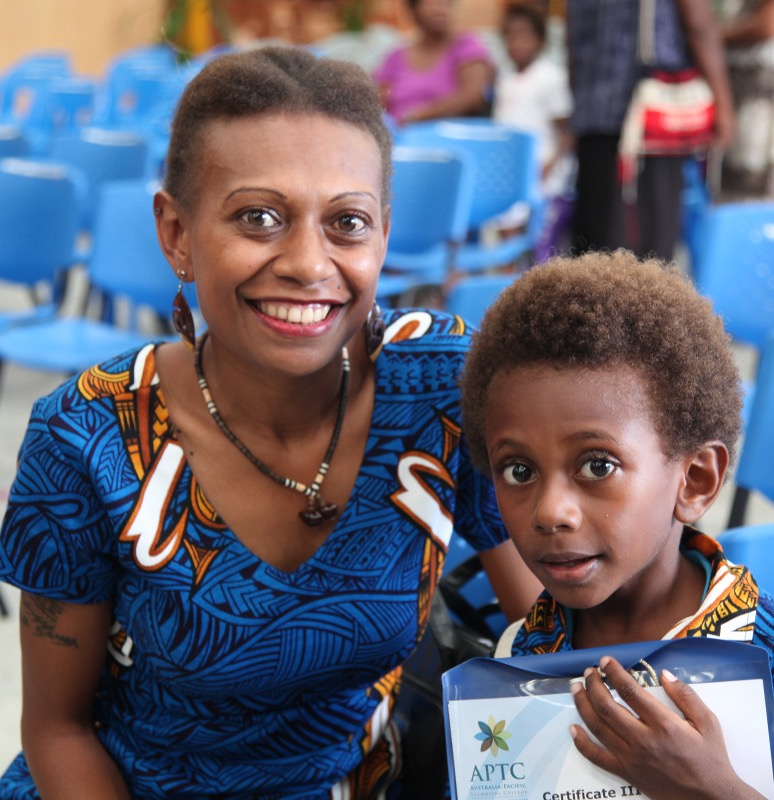 APTC
AUSTRALIA-PACIFIC
TECHNICAL COLLEGE
Certificate III